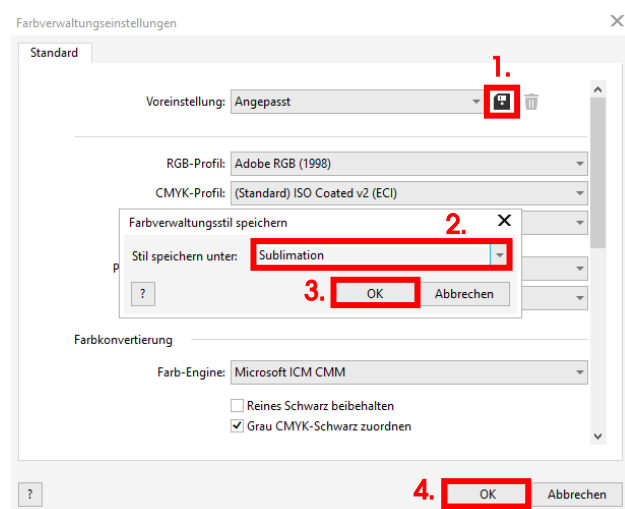 Farbverwaltungseinstellungen
Standard
1.
Voreinstellung: Angepasst
RGB-Profil: Adobe RGB (1998)
CMYK-Profil: (Standard) ISO Coated v2 (ECI)
Farbverwaltungsstil speichern
2.
Stil speichern unter: Sublimation
P
? 3. OK Abbrechen
Farbkonvertierung
Farb-Engine: Microsoft ICM CMM
Reines Schwarz beibehalten
Grau CMYK-Schwarz zuordnen
? 4. OK Abbrechen